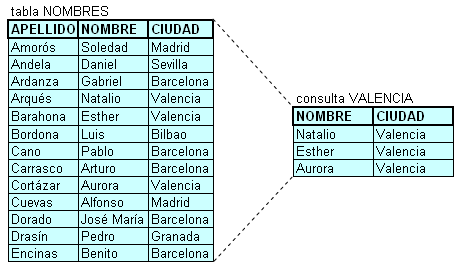 tabla NOMBRES
APELLIDO NOMBRE CIUDAD
Amorós Soledad Madrid
Andela Daniel Sevilla
Ardanza Gabriel Barcelona
Arqués Natalio Valencia
Barahona Esther Valencia
Bordona Luis Bilbao
Cano Pablo Barcelona
Carrasco Arturo Barcelona
Cortázar Aurora Valencia
Cuevas Alfonso Madrid
Dorado José María Barcelona
Drasín Pedro Granada
Encinas Benito Barcelona
consulta VALENCIA
NOMBRE CIUDAD
Natalio Valencia
Esther Valencia
Aurora Valencia